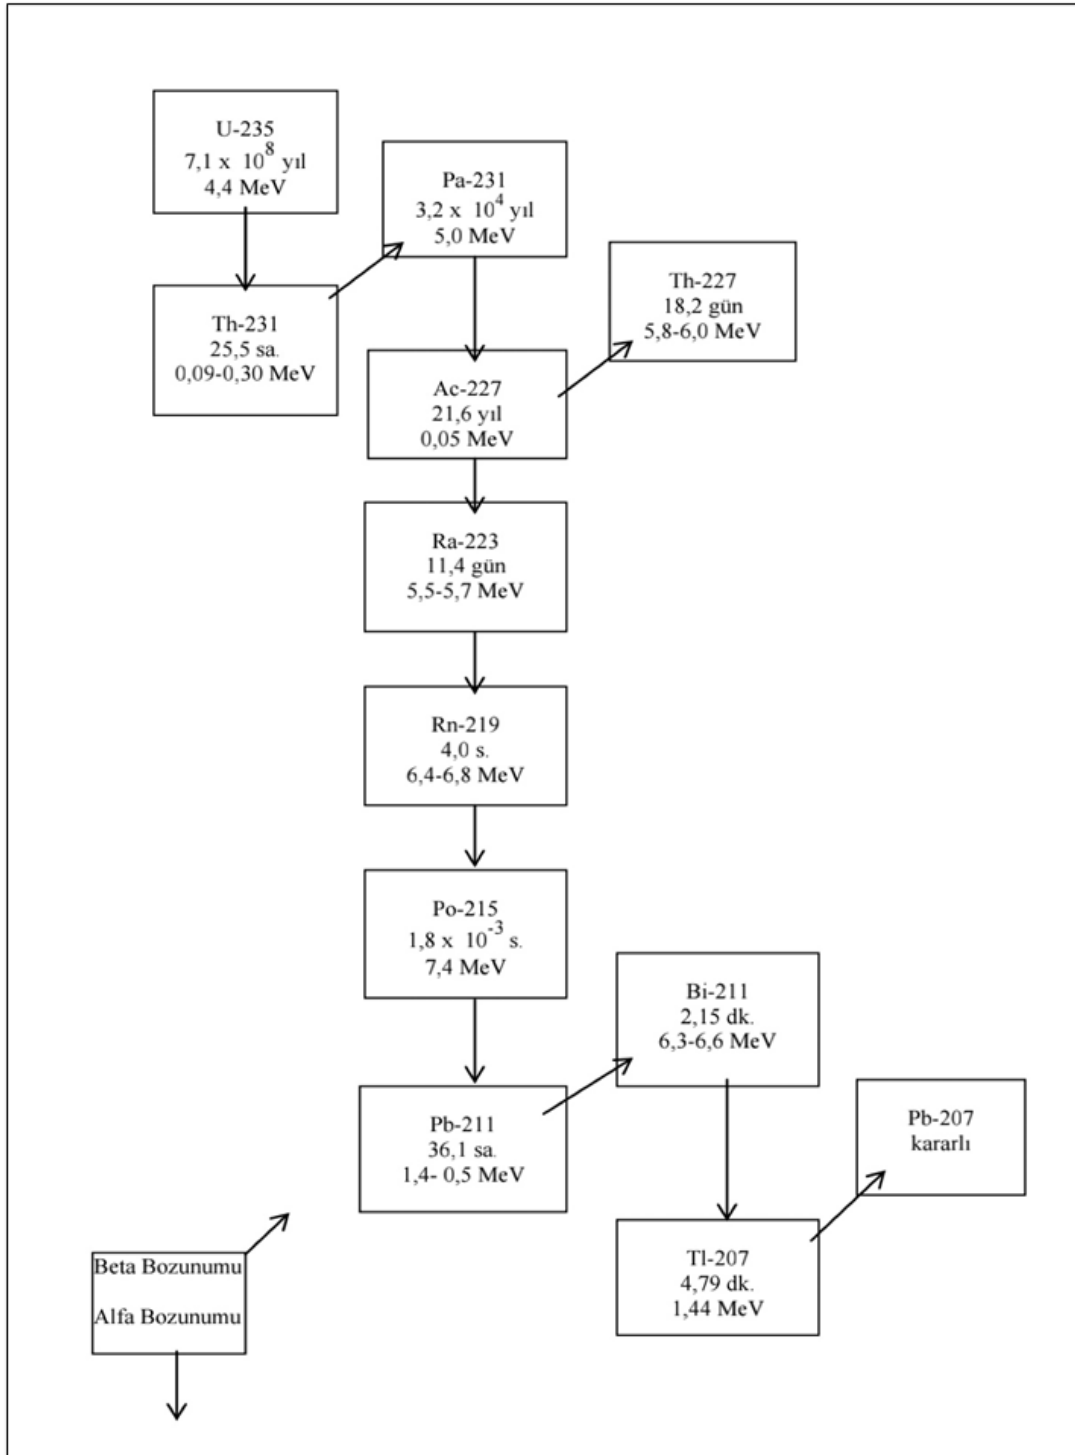 U-235
7,1 x 10^8 yıl
4,4 MeV
Pa-231
3,2 x 10^4 yıl
5,0 MeV
Th-227
18,2 gün
5,8-6,0 MeV
Th-231
25,5 sa.
0,09-0,30 MeV
Ac-227
21,6 yıl
0,05 MeV
Ra-223
11,4 gün
5,5-5,7 MeV
Rn-219
4,0 s.
6,4-6,8 MeV
Po-215
1,8 x 10^-3 s.
7,4 MeV
Bi-211
2,15 dk.
6,3-6,6 MeV
Pb-211
36,1 sa.
1,4- 0,5 MeV
Pb-207
kararlı
Tl-207
4,79 dk.
1,44 MeV
Beta Bozunumu
Alfa Bozunumu